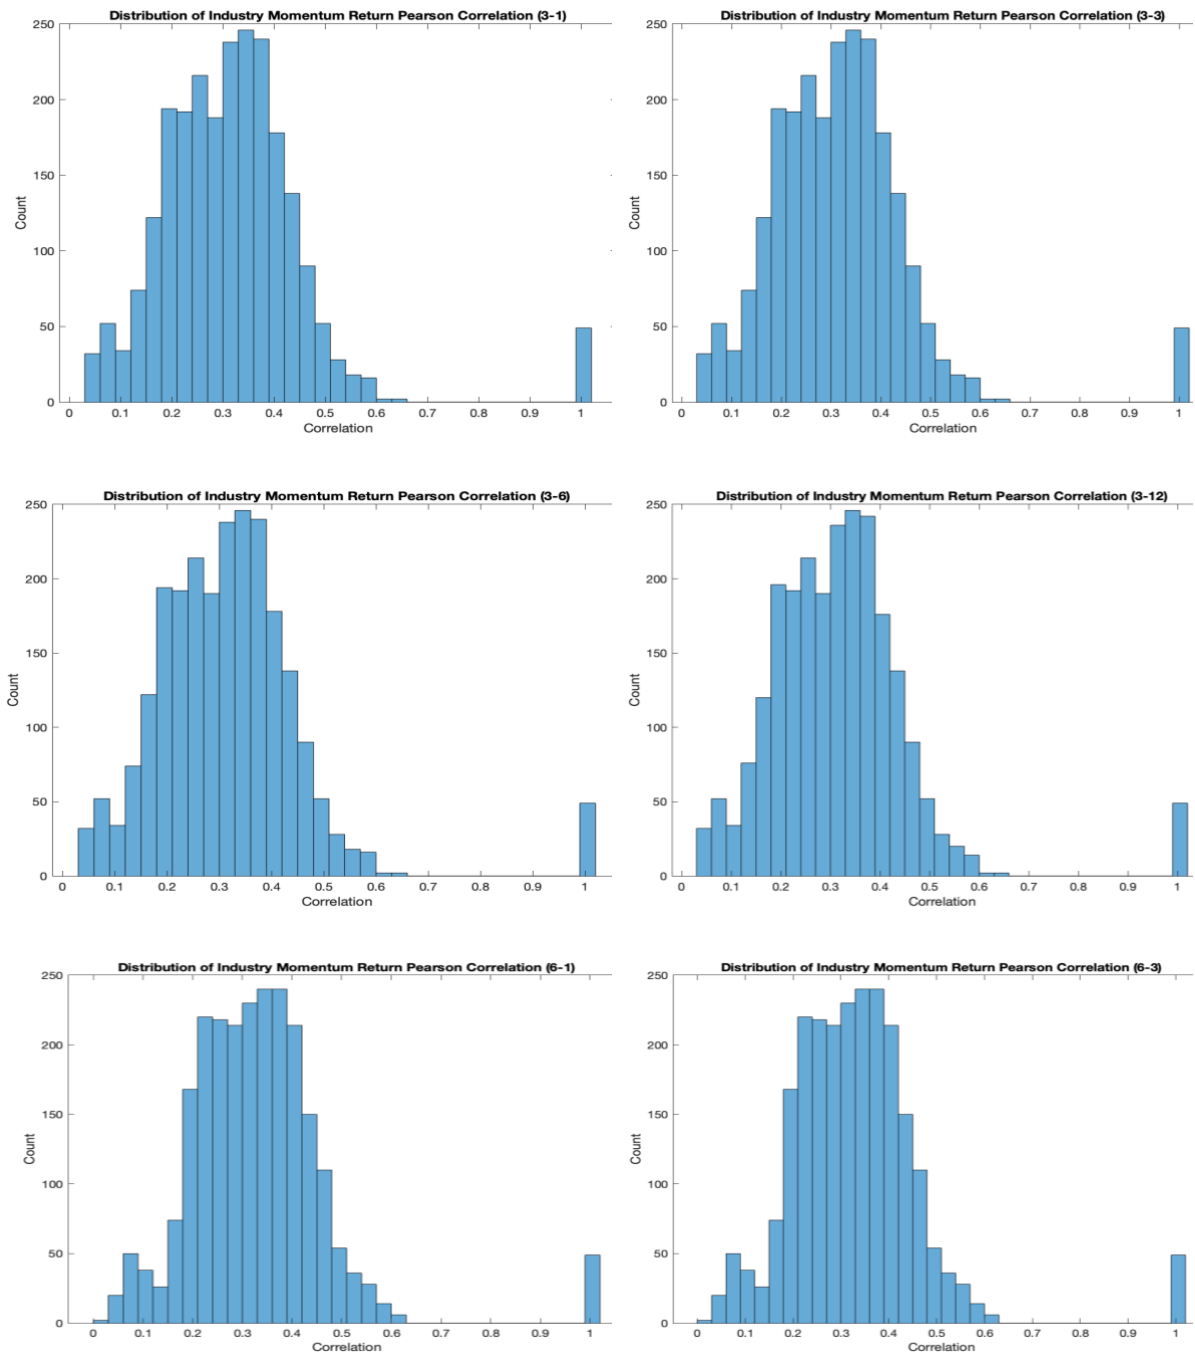 Distribution of Industry Momentum Return Pearson Correlation (3-1)
250
200
150
100
50
0
Count
0 0.1 0.2 0.3 0.4 0.5 0.6 0.7 0.8 0.9 1
Correlation
Distribution of Industry Momentum Return Pearson Correlation (3-3)
250
200
150
100
50
0
Count
0 0.1 0.2 0.3 0.4 0.5 0.6 0.7 0.8 0.9 1
Correlation
Distribution of Industry Momentum Return Pearson Correlation (3-6)
250
200
150
100
50
0
Count
0 0.1 0.2 0.3 0.4 0.5 0.6 0.7 0.8 0.9 1
Correlation
Distribution of Industry Momentum Return Pearson Correlation (3-12)
250
200
150
100
50
0
Count
0 0.1 0.2 0.3 0.4 0.5 0.6 0.7 0.8 0.9 1
Correlation
Distribution of Industry Momentum Return Pearson Correlation (6-1)
250
200
150
100
50
0
Count
0 0.1 0.2 0.3 0.4 0.5 0.6 0.7 0.8 0.9 1
Correlation
Distribution of Industry Momentum Return Pearson Correlation (6-3)
250
200
150
100
50
0
Count
0 0.1 0.2 0.3 0.4 0.5 0.6 0.7 0.8 0.9 1
Correlation